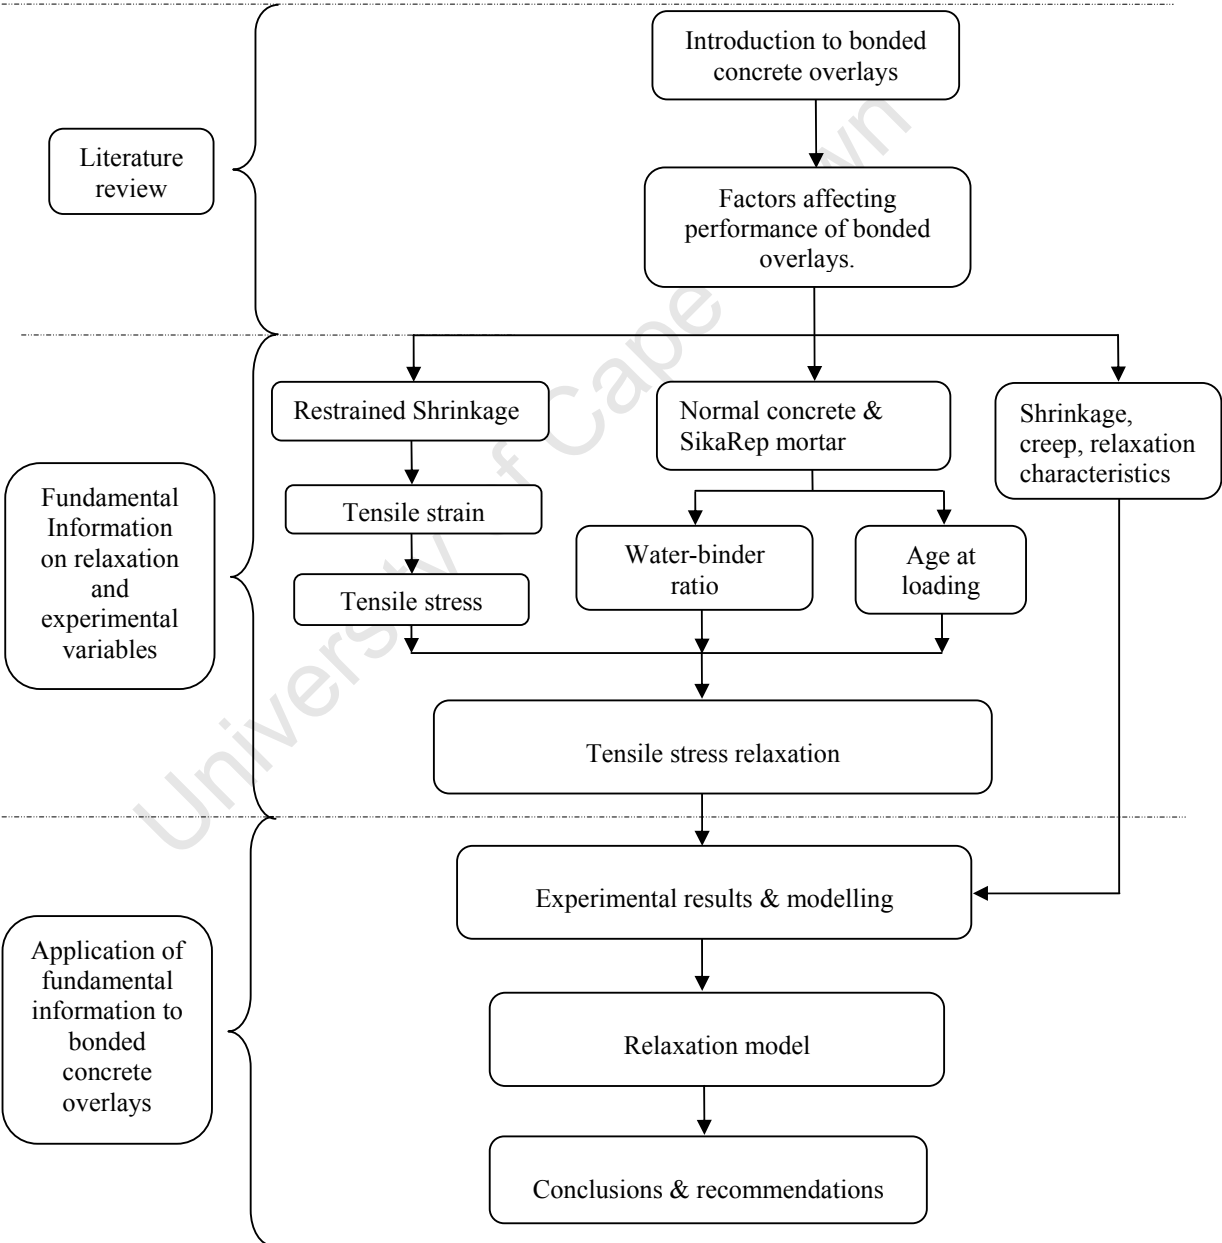 Introduction to bonded
concrete overlays
Literature
review
Factors affecting
performance of bonded
overlays.
Restrained Shrinkage
Normal concrete &
SikaRep mortar
Shrinkage,
creep, relaxation
characteristics
Fundamental
Information
on relaxation
and
experimental
variables
Tensile strain
Water-binder
ratio
Age at
loading
Tensile stress
Tensile stress relaxation
Experimental results & modelling
Application of
fundamental
information to
bonded
concrete
overlays
Relaxation model
Conclusions & recommendations
University of Cape